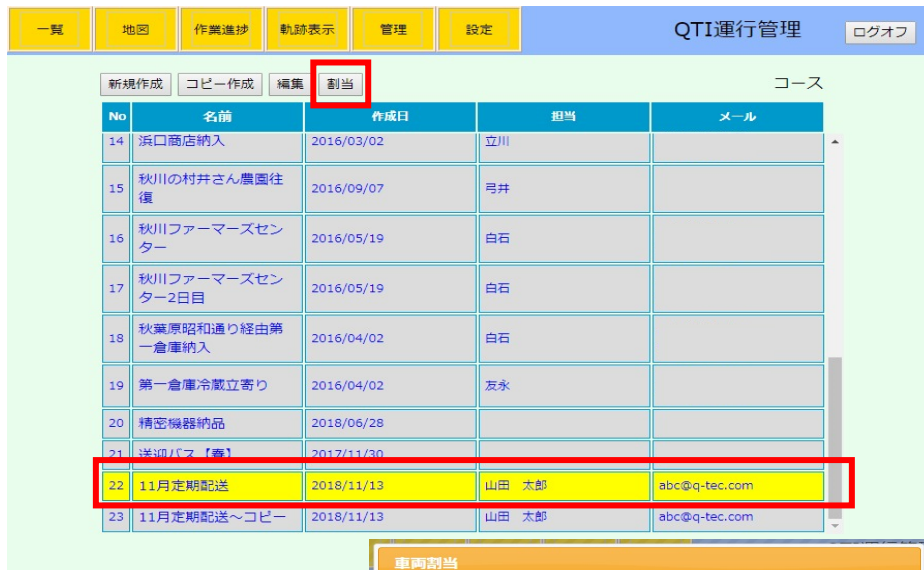 一覧 地図 作業進捗 軌跡表示 管理 設定 QTI運行管理 ログオフ
新規作成 コピー作成 編集 割当 コース
No 名前 作成日 担当 メール
14 浜口商店納入 2016/03/02 立川
15 秋川の村井さん農園往
復 2016/09/07 弓井
16 秋川ファーマーズセン
ター 2016/05/19 白石
17 秋川ファーマーズセン
ター2日目 2016/05/19 白石
18 秋葉原昭和通り経由第
一倉庫納入 2016/04/02 白石
19 第一倉庫冷蔵立寄り 2016/04/02 友永
20 精密機器納品 2018/06/28
21 送迎バス【春】 2017/11/30
22 11月定期配送 2018/11/13 山田 太郎 abc@q-tec.com
23 11月定期配送~コピー 2018/11/13 山田 太郎 abc@q-tec.com
車両割当